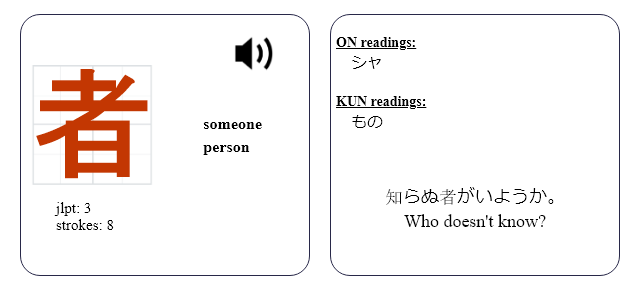 者
someone
person
jlpt: 3
strokes: 8
ON readings:
シャ
KUN readings:
もの
知らぬ者がいようか。
Who doesn't know?